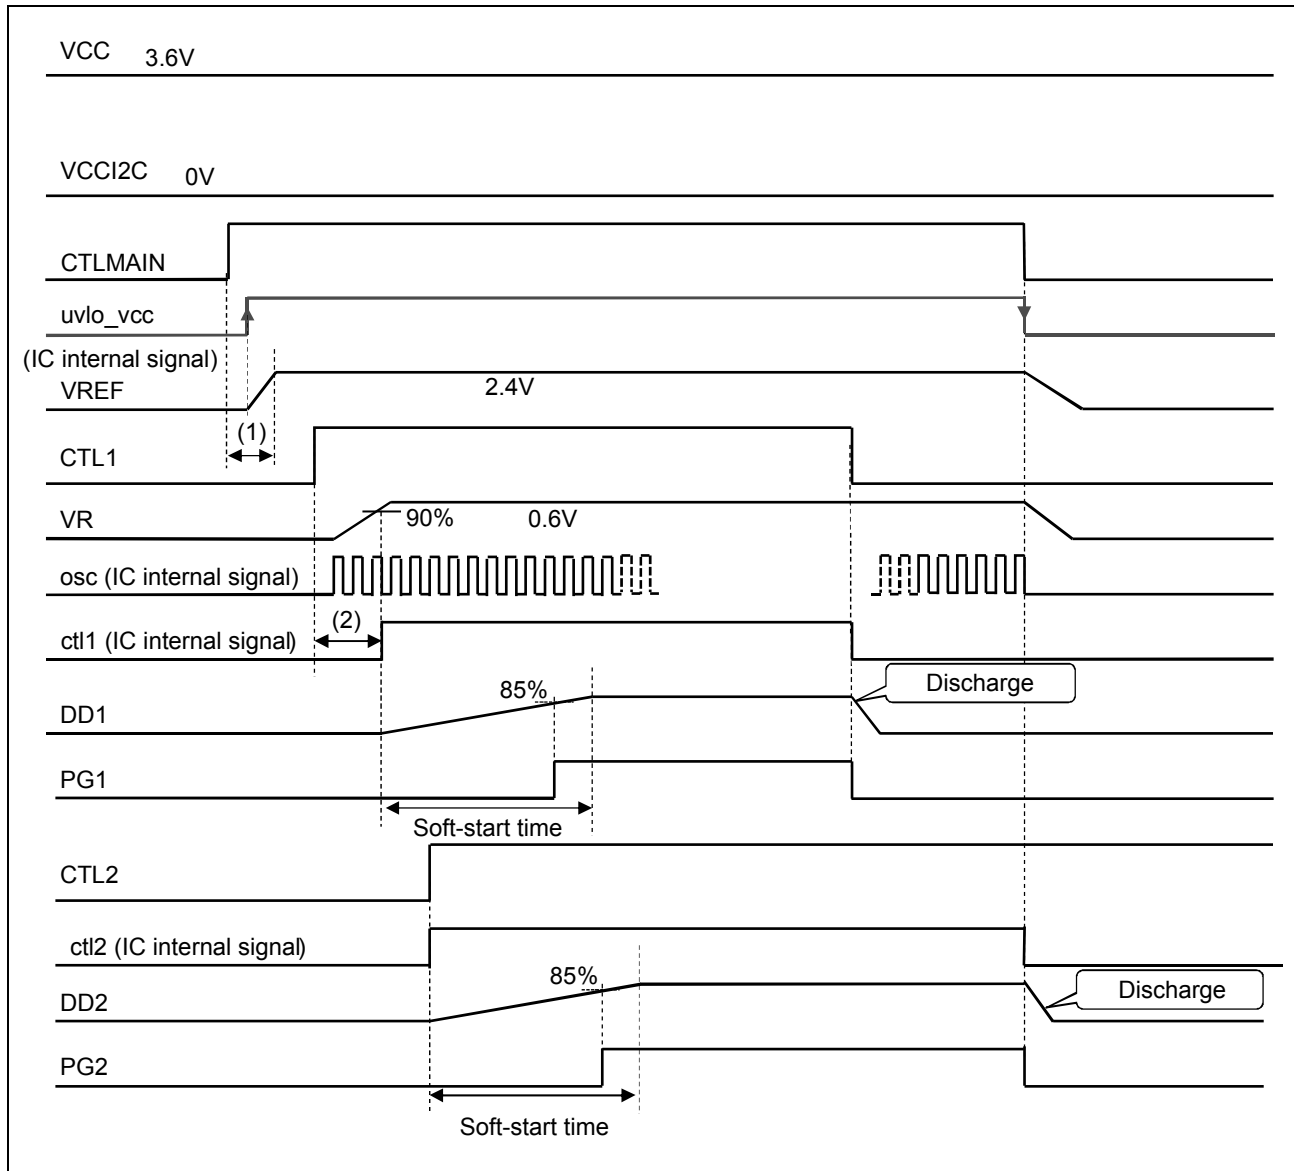 VCC 3.6V
VCCI2C 0V
CTLMAIN
uvlo_vcc
(IC internal signal)
VREF 2.4V
(1)
CTL1
VR 90% 0.6V
osc (IC internal signal)
(2)
ctl1 (IC internal signal)
85% Discharge
DD1
PG1
Soft-start time
CTL2
ctl2 (IC internal signal)
85% Discharge
DD2
PG2
Soft-start time